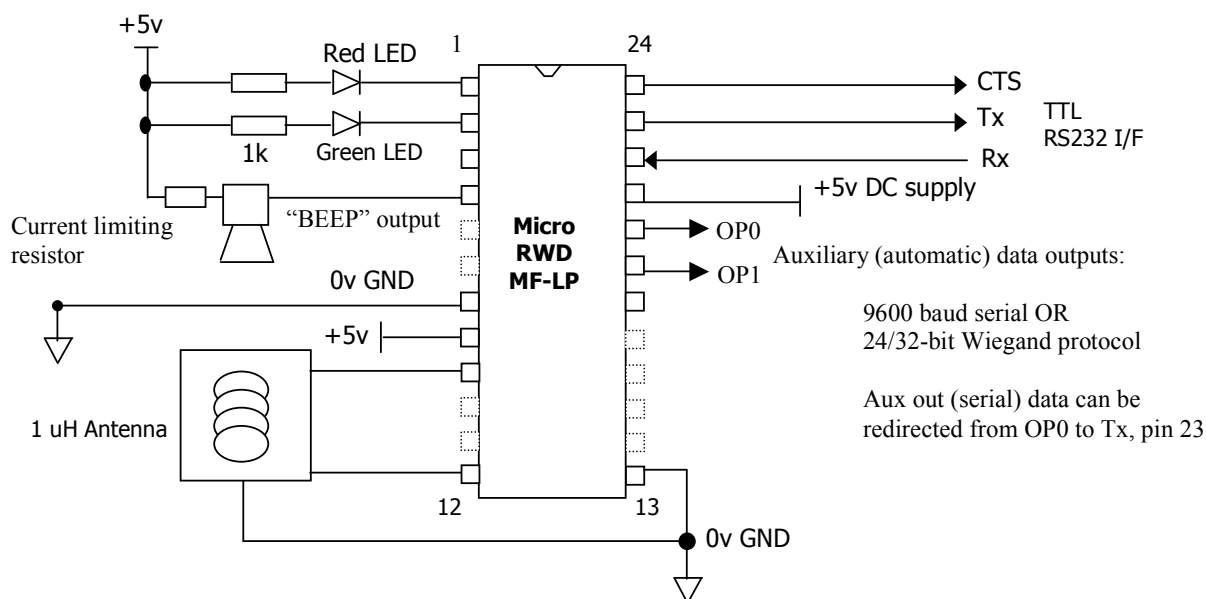 +5v
Red LED
1
24
CTS
Tx
TTL
RS232 I/F
Green LED
1k
Rx
+5v DC supply
Current limiting
resistor
“BEEP” output
Micro
RWD
MF-LP
OP0
Auxiliary (automatic) data outputs:
OP1
0v GND
9600 baud serial OR
24/32-bit Wiegand protocol
+5v
Aux out (serial) data can be
redirected from OP0 to Tx, pin 23
1 uH Antenna
12
13
0v GND